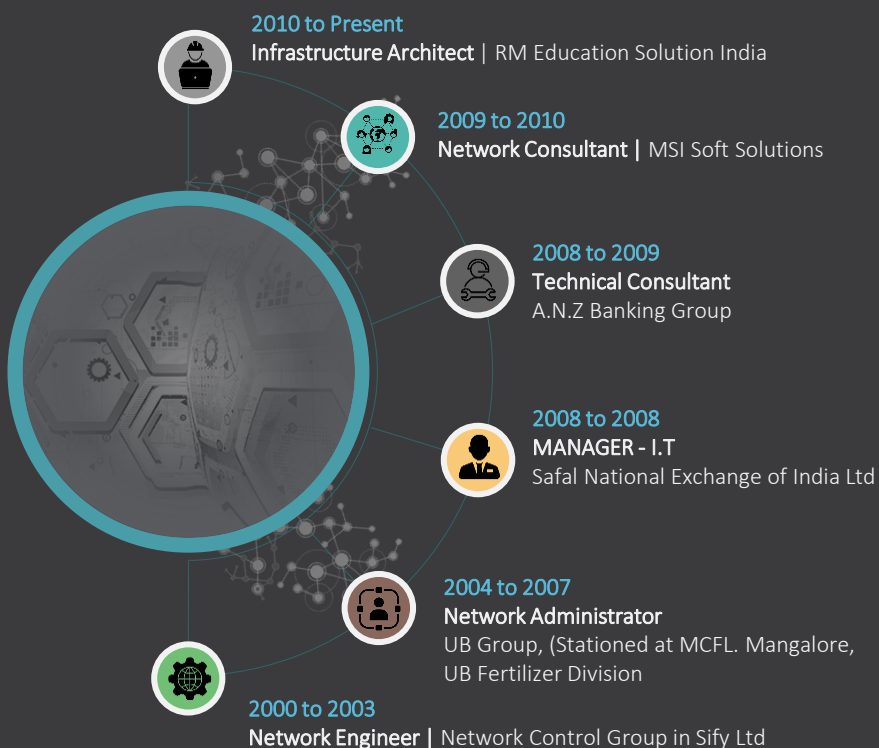 2010 to Present
Infrastructure Architect | RM Education Solution India
2009 to 2010
Network Consultant | MSI Soft Solutions
2008 to 2009
Technical Consultant
A.N.Z Banking Group
2008 to 2008
MANAGER - I.T
Safal National Exchange of India Ltd
2004 to 2007
Network Administrator
UB Group, (Stationed at MCFL. Mangalore,
UB Fertilizer Division
2000 to 2003
Network Engineer | Network Control Group in Sify Ltd